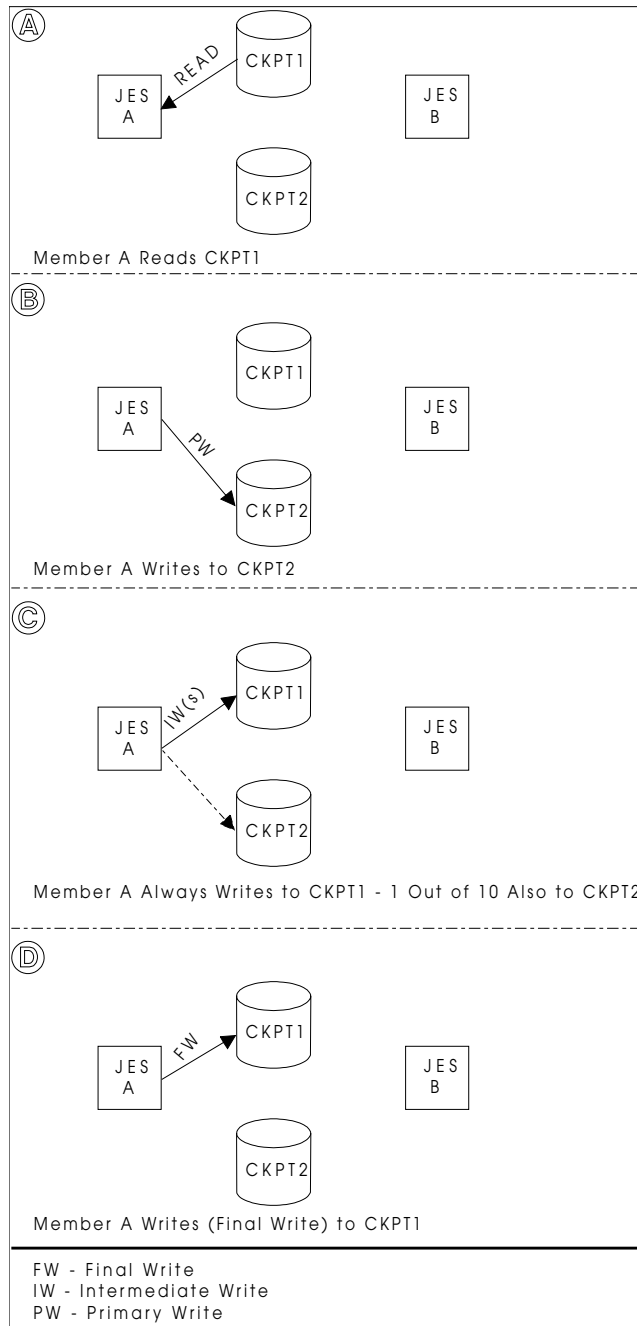 A
CKPT1
READ
JES
A
JES
B
CKPT2
Member A Reads CKPT1
B
CKPT1
JES
A
JES
B
PW
CKPT2
Member A Writes to CKPT2
C
CKPT1
IW(s)
JES
A
JES
B
CKPT2
Member A Always Writes to CKPT1 - 1 Out of 10 Also to CKPT2
D
CKPT1
FW
JES
A
JES
B
CKPT2
Member A Writes (Final Write) to CKPT1
FW - Final Write
IW - Intermediate Write
PW - Primary Write